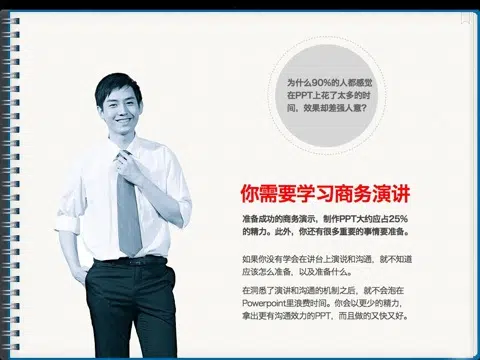 为什么90%的人都感觉
在PPT上花了太多的时
间，效果却差强人意？
你需要学习商务演讲
准备成功的商务演示，制作PPT大约应占25%
的精力。此外，你还有很多重要的事情要准备。
如果你没有学会在讲台上演说和沟通，就不知道
应该怎么准备，以及准备什么。
在洞悉了演讲和沟通的机制之后，就不会泡在
Powerpoint里浪费时间。你会以更少的精力，
拿出更有沟通效力的PPT，而且做的又快又好。